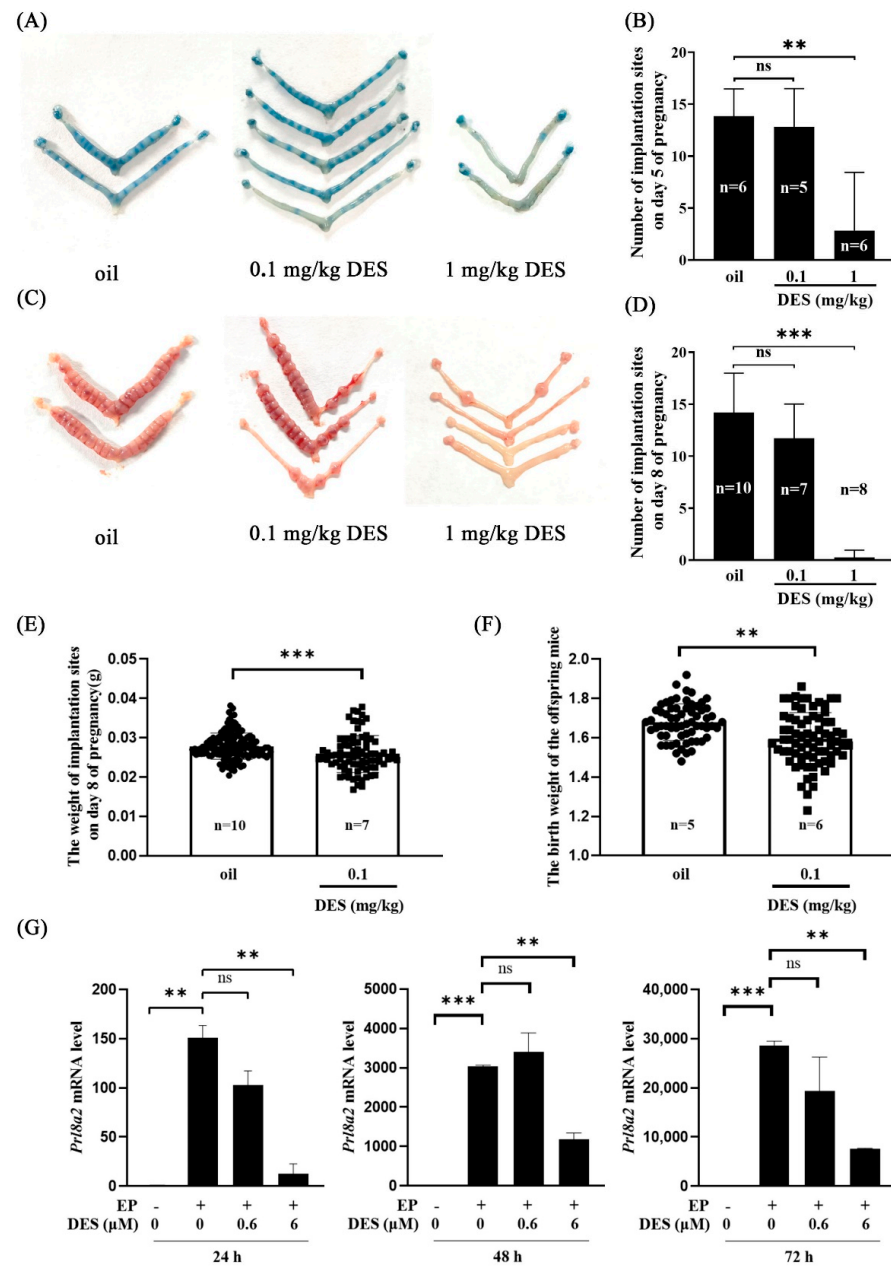 (A)
oil
0.1 mg/kg DES
1 mg/kg DES
(B)
Number of implantation sites
on day 5 of pregnancy
20
15
10
5
0
**
ns
n=6
n=5
n=6
oil
0.1
1
DES (mg/kg)
(C)
oil
0.1 mg/kg DES
1 mg/kg DES
(D)
Number of implantation sites
on day 8 of pregnancy
20
15
10
5
0
***
ns
n=10
n=7
n=8
oil
0.1
1
DES (mg/kg)
(E)
The weight of implantation sites
on day 8 of pregnancy(g)
0.05
0.04
0.03
0.02
0.01
0.00
***
n=10
n=7
oil
0.1
DES (mg/kg)
(F)
The birth weight of the offspring mice
2.0
1.8
1.6
1.4
1.2
1.0
**
n=5
n=6
oil
0.1
DES (mg/kg)
(G)
Prl8a2 mRNA level
200
150
100
50
0
**
**
ns
EP - + + +
DES (μM) 0 0 0.6 6
24 h
Prl8a2 mRNA level
5000
4000
3000
2000
1000
0
***
**
ns
EP - + + +
DES (μM) 0 0 0.6 6
48 h
Prl8a2 mRNA level
40,000
30,000
20,000
10,000
0
***
**
ns
EP - + + +
DES (μM) 0 0 0.6 6
72 h